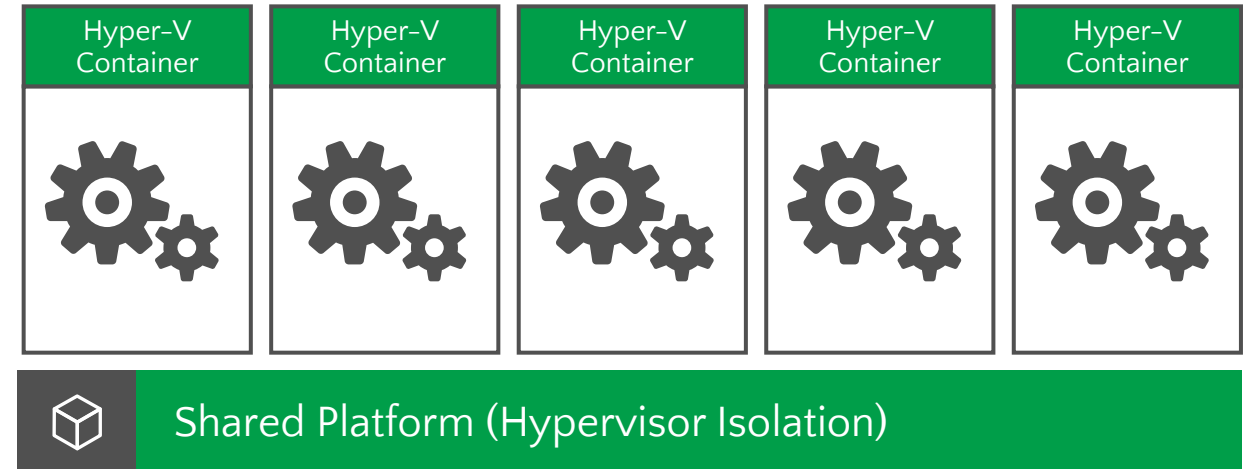 Hyper-V
Container
Hyper-V
Container
Hyper-V
Container
Hyper-V
Container
Hyper-V
Container
Shared Platform (Hypervisor Isolation)